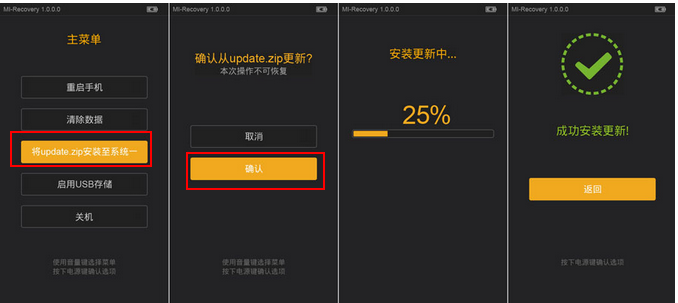 MI-Recovery 1.0.0.0
主菜单
重启手机
清除数据
将update.zip安装至系统一
启用USB存储
关机
使用音量键选择菜单
按下电源键确认选项
MI-Recovery 1.0.0.0
确认从update.zip更新?
本次操作不可恢复
取消
确认
使用音量键选择菜单
按下电源键确认选项
MI-Recovery 1.0.0.0
安装更新中...
25%
MI-Recovery 1.0.0.0
成功安装更新!
返回
按下电源键确认选项